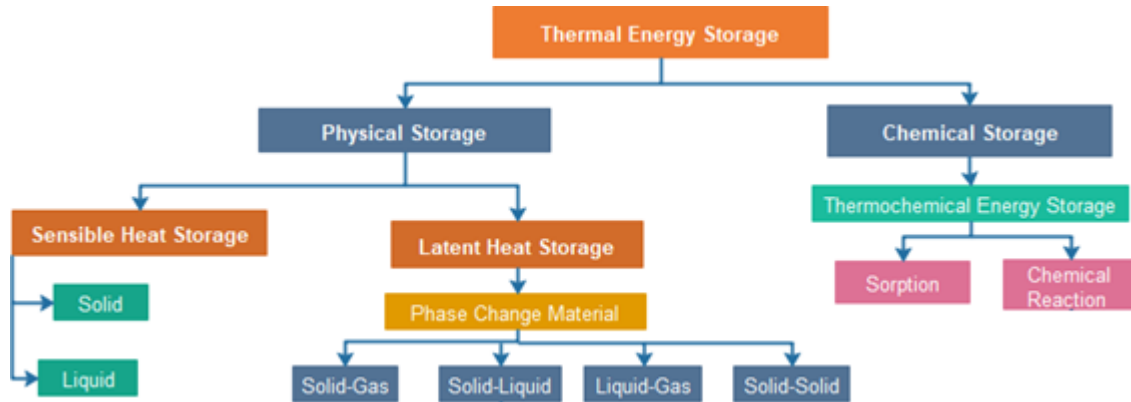 Thermal Energy Storage
Physical Storage
Chemical Storage
Thermochemical Energy Storage
Sensible Heat Storage
Latent Heat Storage
Sorption
Chemical
Reaction
Solid
Phase Change Material
Liquid
Solid-Gas
Solid-Liquid
Liquid-Gas
Solid-Solid